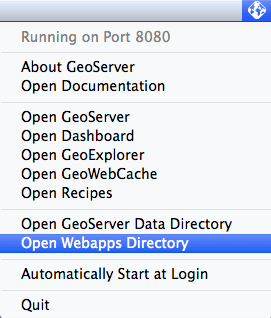 Running on Port 8080
About GeoServer
Open Documentation
Open GeoServer
Open Dashboard
Open GeoExplorer
Open GeoWebCache
Open Recipes
Open GeoServer Data Directory
Open Webapps Directory
Automatically Start at Login
Quit